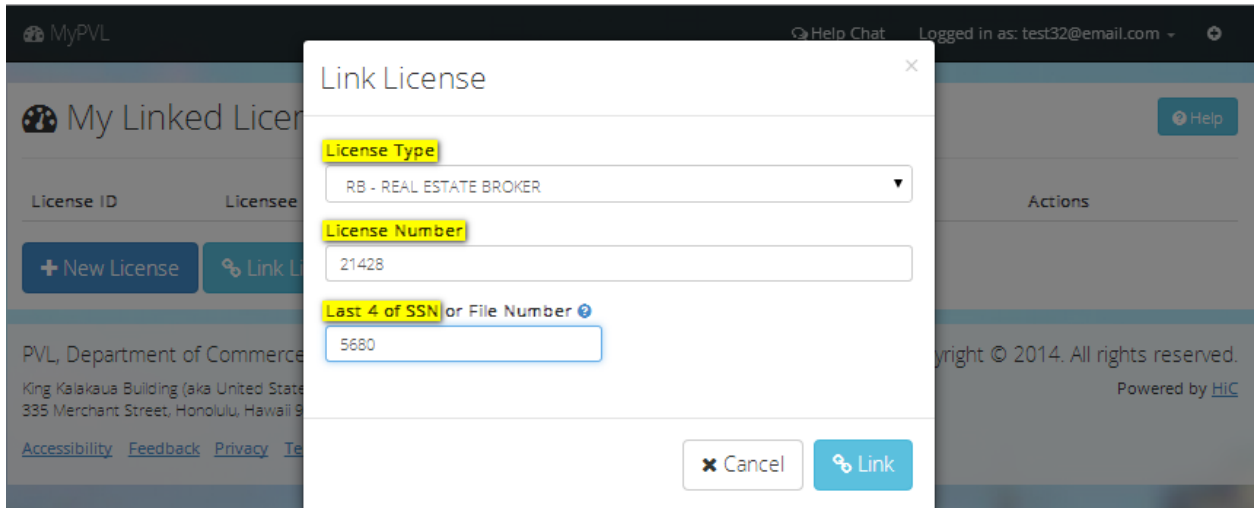 MyPVL
Help Chat Logged in as: test32@email.com
Link License ×
My Linked Licen
Help
License Type
RB - REAL ESTATE BROKER
License ID Licensee Actions
License Number
21428
+ New License Link Li
Last 4 of SSN or File Number
5680
PVL, Department of Commerce yright © 2014. All rights reserved.
King Kalakaua Building (aka United State Powered by HiC
335 Merchant Street, Honolulu, Hawaii 9
Accessibility Feedback Privacy Te
Cancel Link